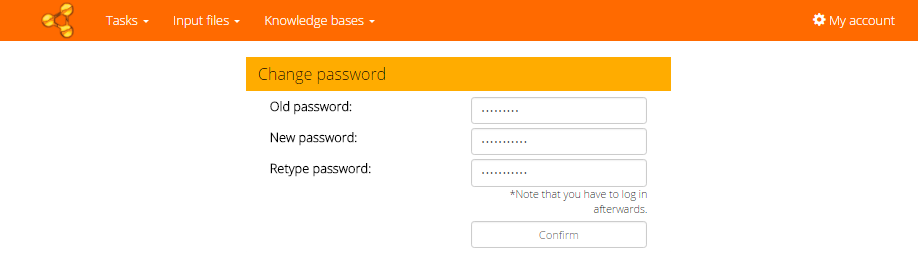 Tasks Input files Knowledge bases My account
Change password
Old password: •••••••••
New password: •••••••••••
Retype password: •••••••••••
*Note that you have to log in
afterwards.
Confirm